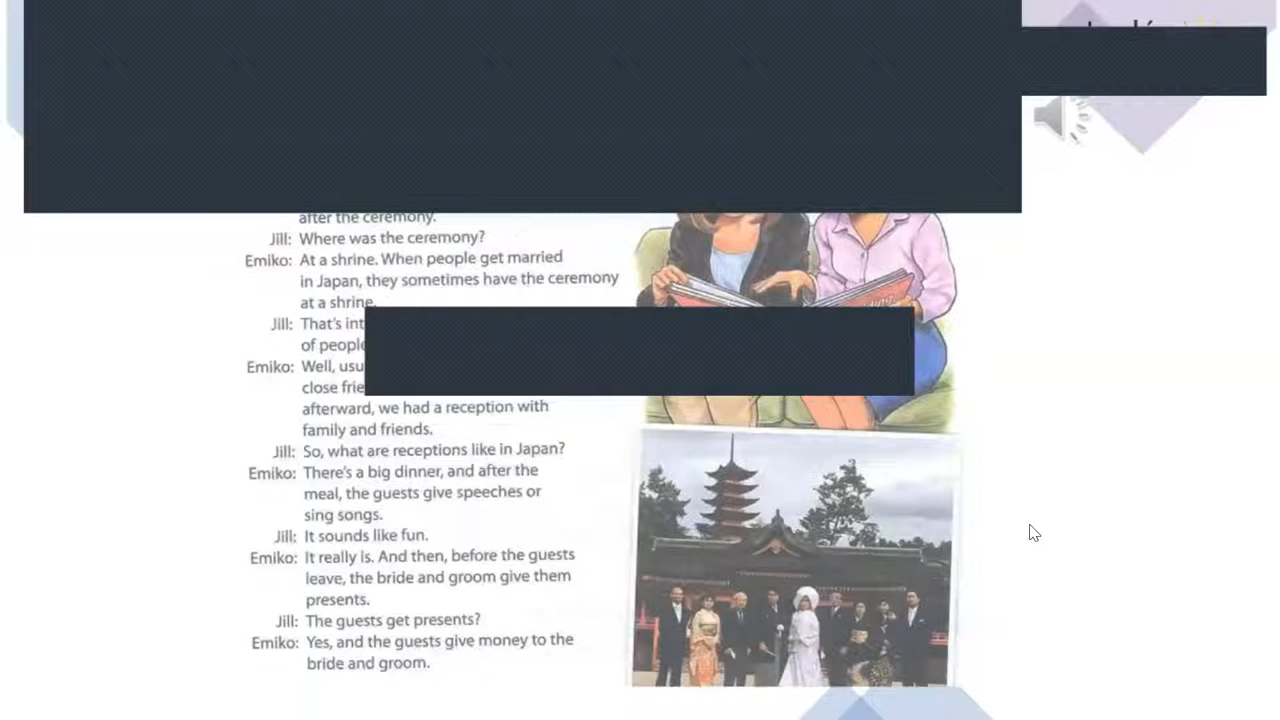 after the ceremony.
Jill: Where was the ceremony?
Emiko: At a shrine. When people get married
in Japan, they sometimes have the ceremony
at a shrine.
Jill: That's
of people
Emiko: Well,
close
afterward, we had a reception with
family and friends.
Jill: So, what are receptions like in Japan?
Emiko: There's a big dinner, and after the
meal, the guests give speeches or
sing songs.
Jill: It sounds like fun.
Emiko: It really is. And then, before the guests
leave, the bride and groom give them
presents.
Jill: The guests get presents?
Emiko: Yes, and the guests give money to the
bride and groom.